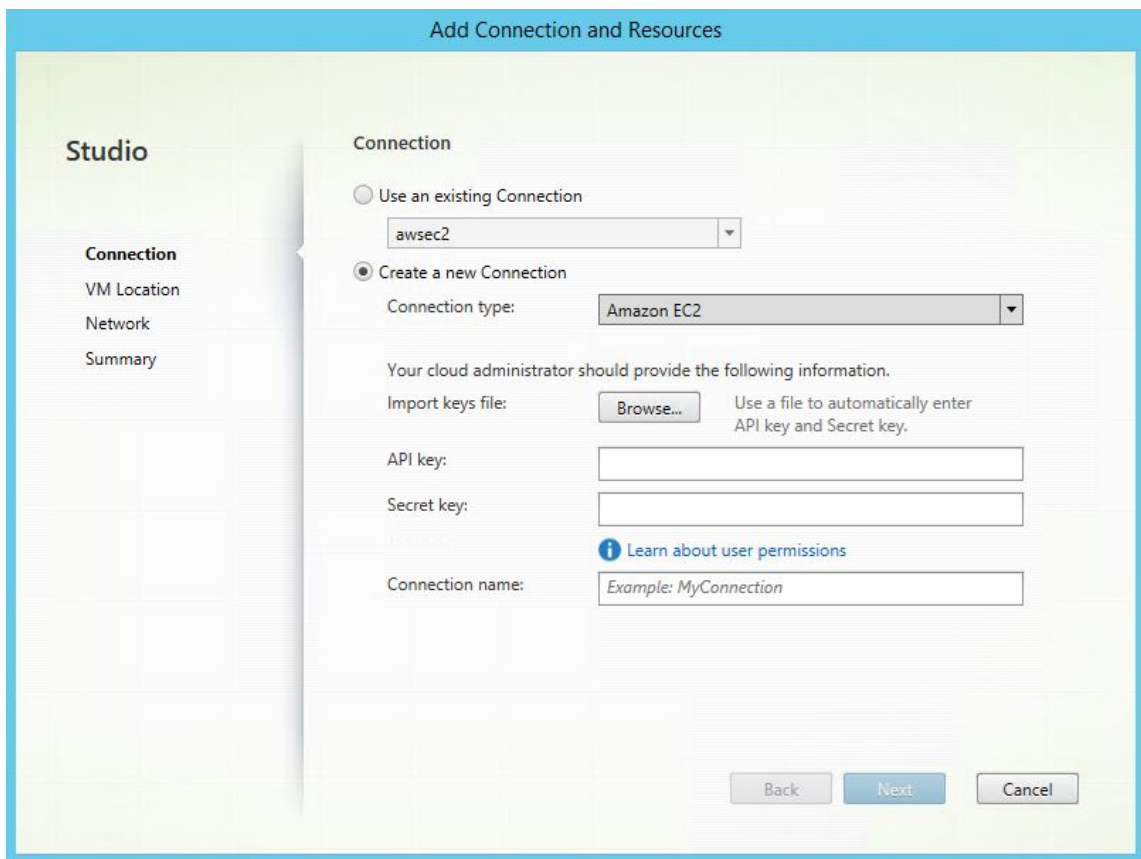 Add Connection and Resources
Studio
Connection
VM Location
Network
Summary
Connection
Use an existing Connection
awsec2
Create a new Connection
Connection type:
Amazon EC2
Your cloud administrator should provide the following information.
Import keys file:
Browse...
Use a file to automatically enter
API key and Secret key.
API key:
Secret key:
Learn about user permissions
Connection name:
Example: MyConnection
Back
Next
Cancel